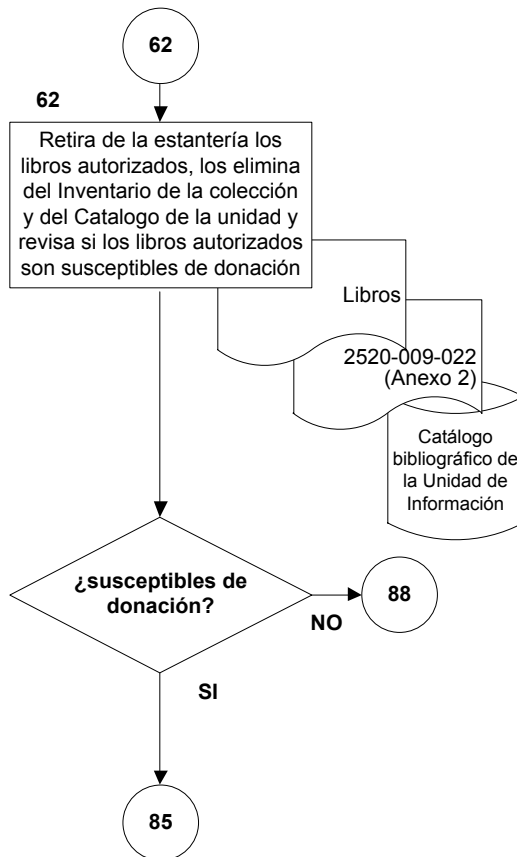 62
62
Retira de la estantería los
libros autorizados, los elimina
del Inventario de la colección
y del Catalogo de la unidad y
revisa si los libros autorizados
son susceptibles de donación
Libros
2520-009-022
(Anexo 2)
Catálogo
bibliográfico de
la Unidad de
Información
¿susceptibles de
donación?
88
NO
SI
85